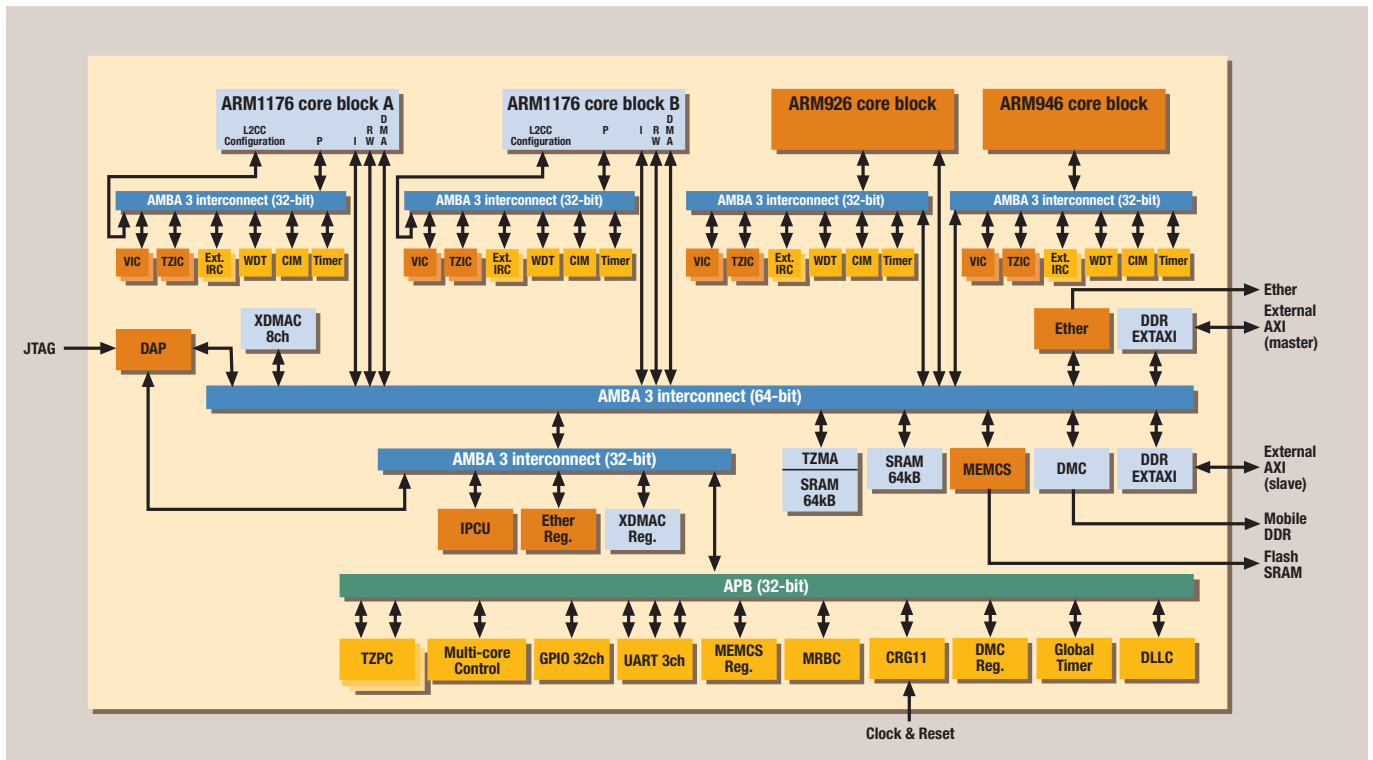 ARM1176 core block A
L2CC
Configuration
P
I
R
W
D
M
A
ARM1176 core block B
L2CC
Configuration
P
I
R
W
D
M
A
ARM926 core block
ARM946 core block
AMBA 3 interconnect (32-bit)
AMBA 3 interconnect (32-bit)
AMBA 3 interconnect (32-bit)
AMBA 3 interconnect (32-bit)
VIC
TZIC
Ext.
IRC
WDT
CIM
Timer
VIC
TZIC
Ext.
IRC
WDT
CIM
Timer
VIC
TZIC
Ext.
IRC
WDT
CIM
Timer
VIC
TZIC
Ext.
IRC
WDT
CIM
Timer
Ether
External
AXI
(master)
JTAG
DAP
XDMAC
8ch
Ether
DDR
EXTAXI
AMBA 3 interconnect (64-bit)
AMBA 3 interconnect (32-bit)
TZMA
SRAM
64kB
SRAM
64kB
MEMCS
DMC
DDR
EXTAXI
External
AXI
(slave)
IPCU
Ether
Reg.
XDMAC
Reg.
Mobile
DDR
Flash
SRAM
APB (32-bit)
TZPC
Multi-core
Control
GPIO 32ch
UART 3ch
MEMCS
Reg.
MRBC
CRG11
DMC
Reg.
Global
Timer
DLLC
Clock & Reset